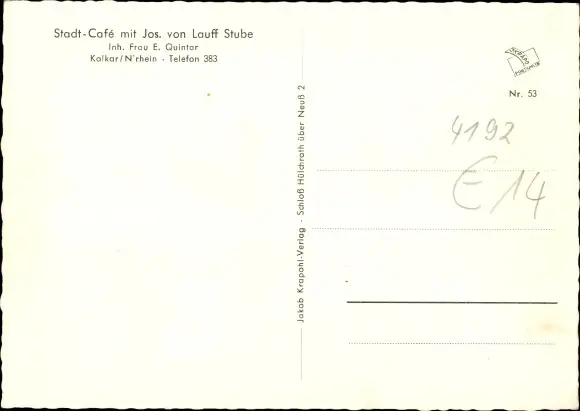 Stadt-Café mit Jos. von Lauff Stube
Inh. Frau E. Quintar
Kalkar/N'rhein - Telefon 383
Jakob Krapohl-Verlag - Schloß Hülchrath über Neuß 2
Nr. 53
4192
E/14